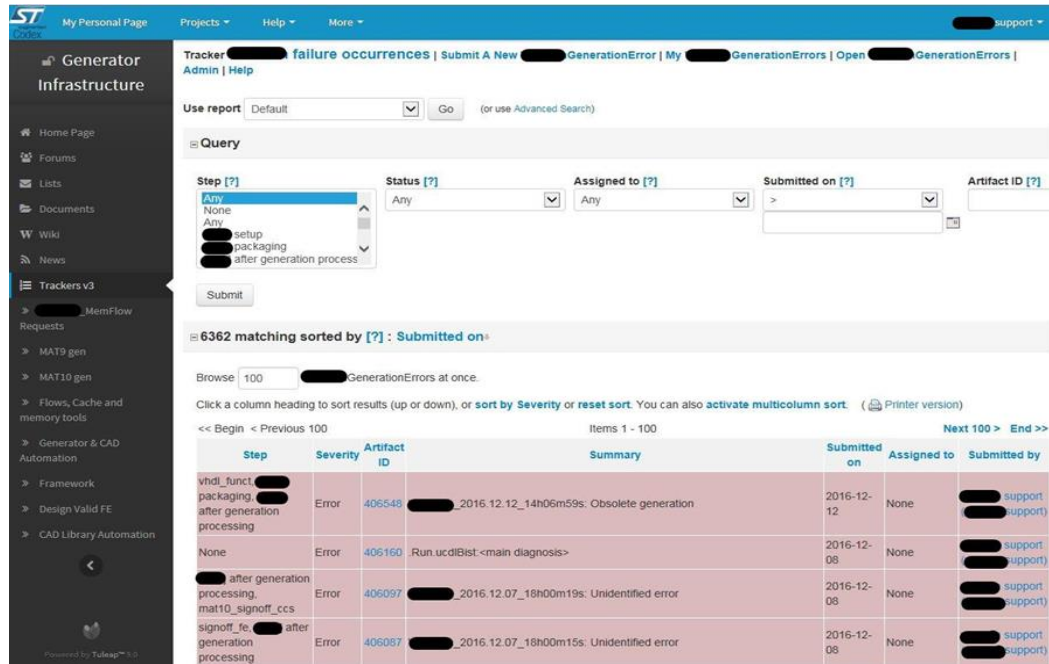 ST
Codex
My Personal Page
Projects
Help
More
support
Generator
Infrastructure
Home Page
Forums
Lists
Documents
W Wiki
News
Trackers v3
» _MemFlow
Requests
» MAT9 gen
» MAT10 gen
» Flows, Cache and
memory tools
» Generator & CAD
Automation
» Framework
» Design Valid FE
» CAD Library Automation
Powered by Tuleap™
Tracker failure occurrences | Submit A New GenerationError | My GenerationErrors | Open GenerationErrors |
Admin | Help
Use report Default Go (or use Advanced Search)
Query
Step [?] Status [?] Assigned to [?] Submitted on [?] Artifact ID [?]
Any Any Any >
None
Any
setup
packaging
after generation process
Submit
6362 matching sorted by [?] : Submitted on
Browse 100 GenerationErrors at once.
Click a column heading to sort results (up or down), or sort by Severity or reset sort. You can also activate multicolumn sort. ( Printer version)
<< Begin < Previous 100 Items 1 - 100 Next 100 > End >>
Step Severity Artifact ID Summary Submitted on Assigned to Submitted by
vhdl_funct,
packaging,
after generation
processing
Error 406548 _2016.12.12_14h06m59s: Obsolete generation 2016-12-
12 None support
(support)
None Error 406160 .Run.ucdlBist:<main diagnosis> 2016-12-
08 None support
(support)
after generation
processing,
mat10_signoff_ccs
Error 406097 _2016.12.07_18h00m19s: Unidentified error 2016-12-
08 None support
(support)
signoff_fe, after
generation
processing
Error 406087 _2016.12.07_18h00m15s: Unidentified error 2016-12-
08 None support
(support)